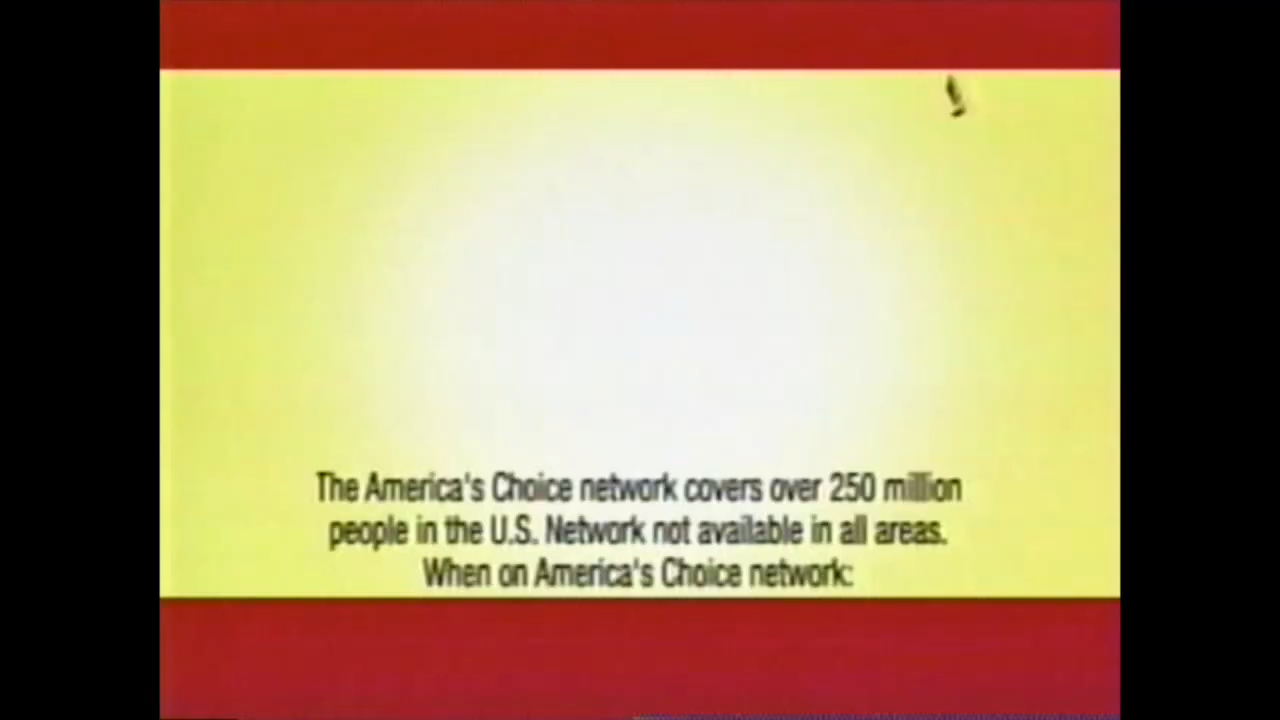 The America's Choice network covers over 250 million
people in the U.S. Network not available in all areas.
When on America's Choice network: